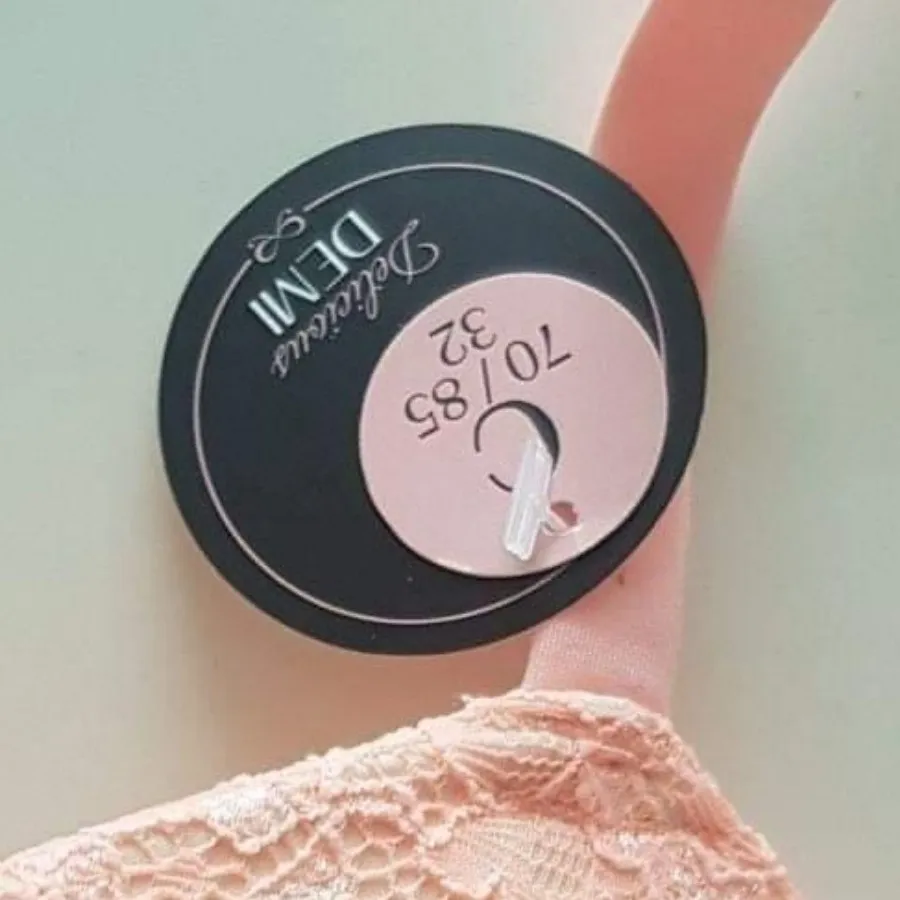 Delicious
DEMI
32
70/85
C